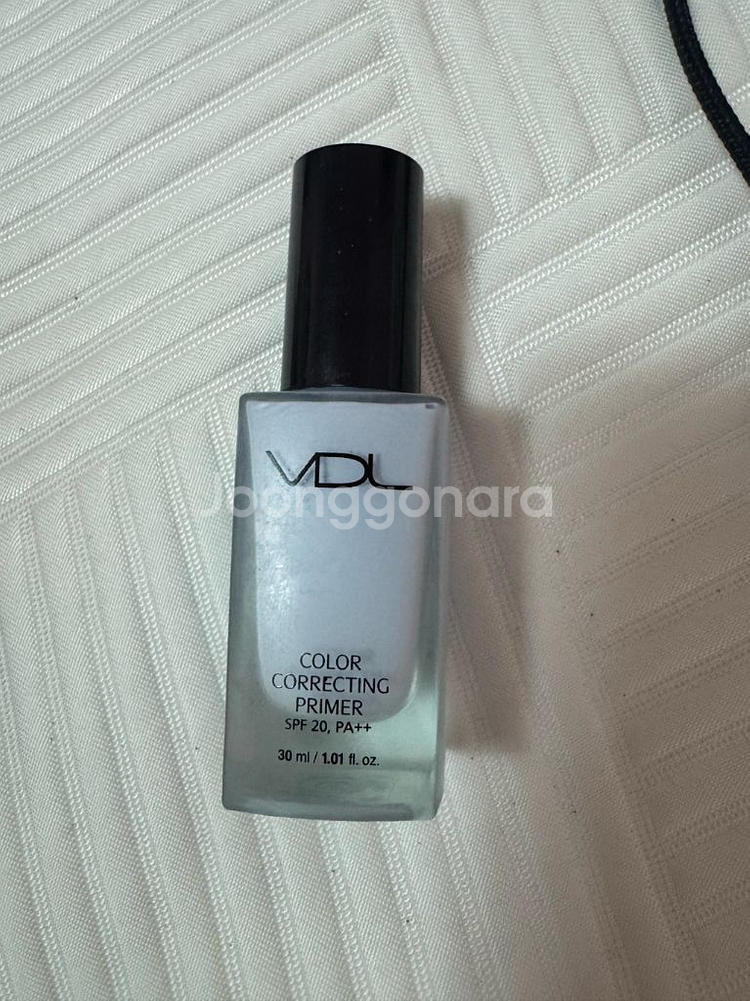 VDL
Joonggonara
COLOR
CORRECTING
PRIMER
SPF 20, PA++
30 ml / 1.01 fl. oz.